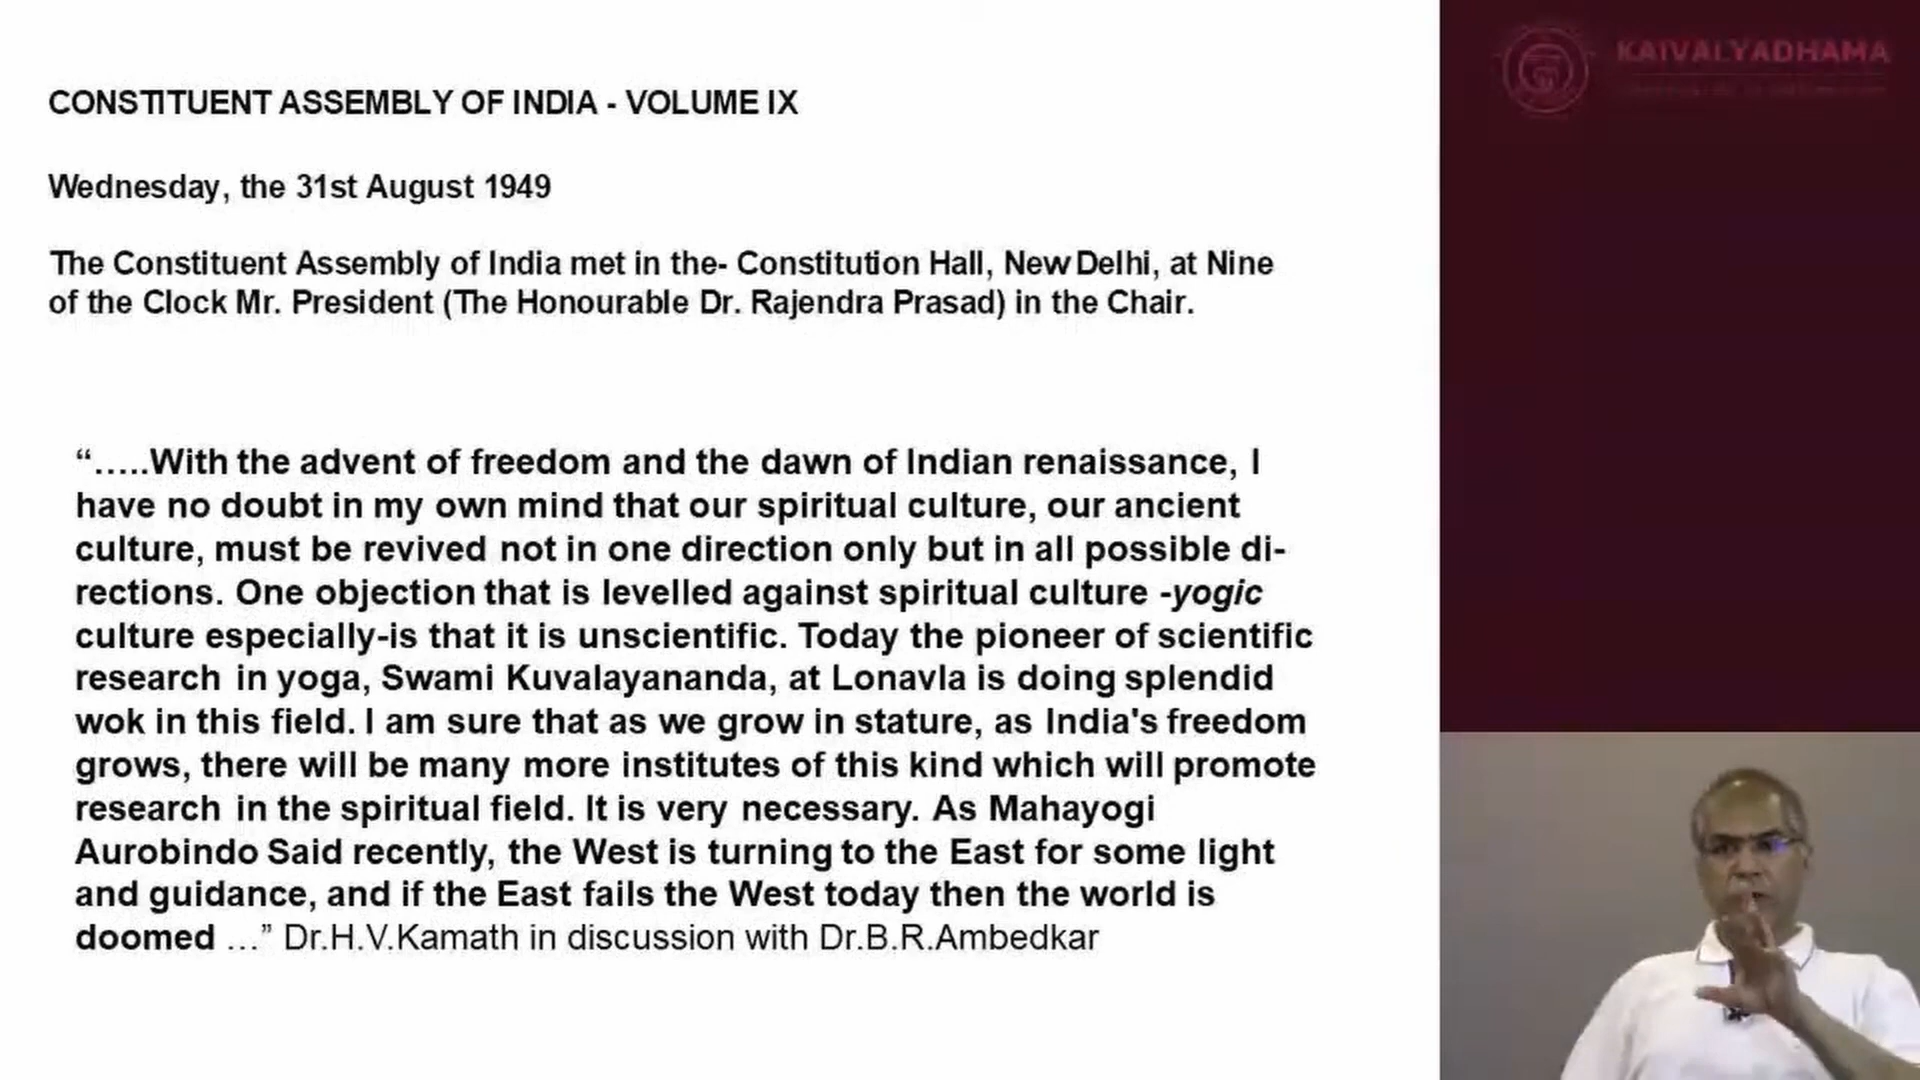 CONSTITUENT ASSEMBLY OF INDIA - VOLUME IX
Wednesday, the 31st August 1949
The Constituent Assembly of India met in the- Constitution Hall, New Delhi, at Nine
of the Clock Mr. President (The Honourable Dr. Rajendra Prasad) in the Chair.
“…..With the advent of freedom and the dawn of Indian renaissance, I
have no doubt in my own mind that our spiritual culture, our ancient
culture, must be revived not in one direction only but in all possible di-
rections. One objection that is levelled against spiritual culture -yogic
culture especially-is that it is unscientific. Today the pioneer of scientific
research in yoga, Swami Kuvalayananda, at Lonavla is doing splendid
wok in this field. I am sure that as we grow in stature, as India's freedom
grows, there will be many more institutes of this kind which will promote
research in the spiritual field. It is very necessary. As Mahayogi
Aurobindo Said recently, the West is turning to the East for some light
and guidance, and if the East fails the West today then the world is
doomed …” Dr.H.V.Kamath in discussion with Dr.B.R.Ambedkar
KAIVALYADHAMA